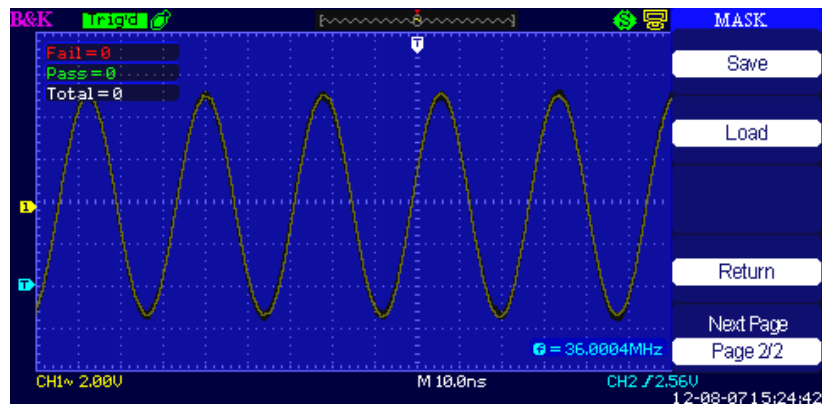 B&K Trig'd S MASK
Fail=0
Pass=0
Total=0
T
Save
Load
1
T
Return
Next Page
f = 36.0004MHz
Page 2/2
CH1~ 2.00V M 10.0ns CH2 ƒ 2.56V
12-08-07 15:24:42